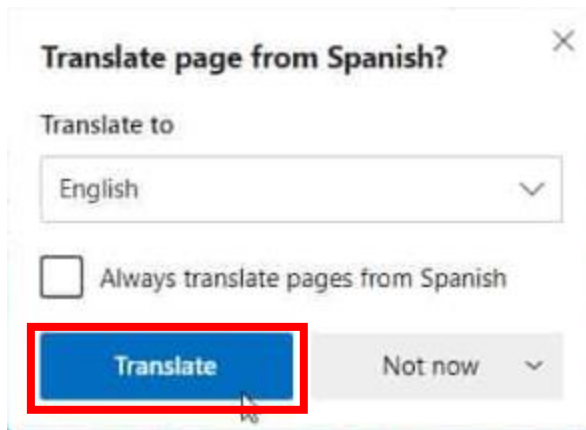 Translate page from Spanish?
Translate to
English
Always translate pages from Spanish
Translate
Not now